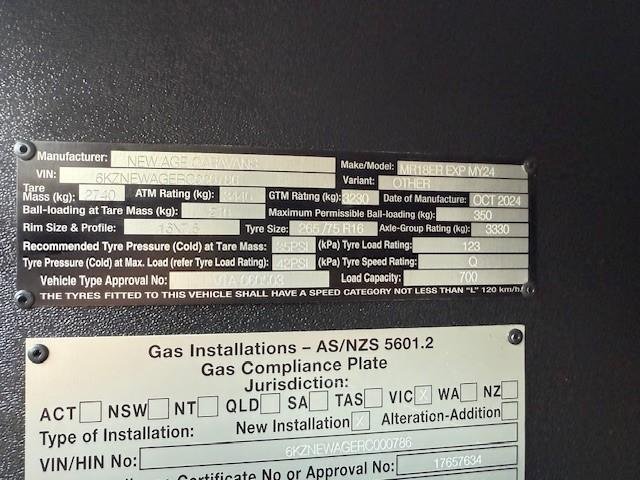 Manufacturer: NEW AGE CARAVANS Make/Model: MR18ER EXP MY24
VIN: Variant: OTHER
Tare Mass (kg): 2740 ATM Rating (kg): GTM Rating (kg): 3230 Date of Manufacture: OCT 2024
Ball-loading at Tare Mass (kg): Maximum Permissible Ball-loading (kg): 350
Rim Size & Profile: Tyre Size: 265 /75 R16 Axle-Group Rating (kg): 3330
Recommended Tyre Pressure (Cold) at Tare Mass: (kPa) Tyre Load Rating: 123
Tyre Pressure (Cold) at Max. Load (refer Tyre Load Rating): 42PSI (kPa) Tyre Speed Rating: Q
Vehicle Type Approval No: Load Capacity: 700
THE TYRES FITTED TO THIS VEHICLE SHALL HAVE A SPEED CATEGORY NOT LESS THAN "L" 120 km/h
Gas Installations – AS/NZS 5601.2
Gas Compliance Plate
Jurisdiction:
ACT NSW NT QLD SA TAS VIC X WA NZ
Type of Installation: New Installation X Alteration-Addition
VIN/HIN No: 6KZNEWAGERC000786
Certificate No or Approval No: 17657634